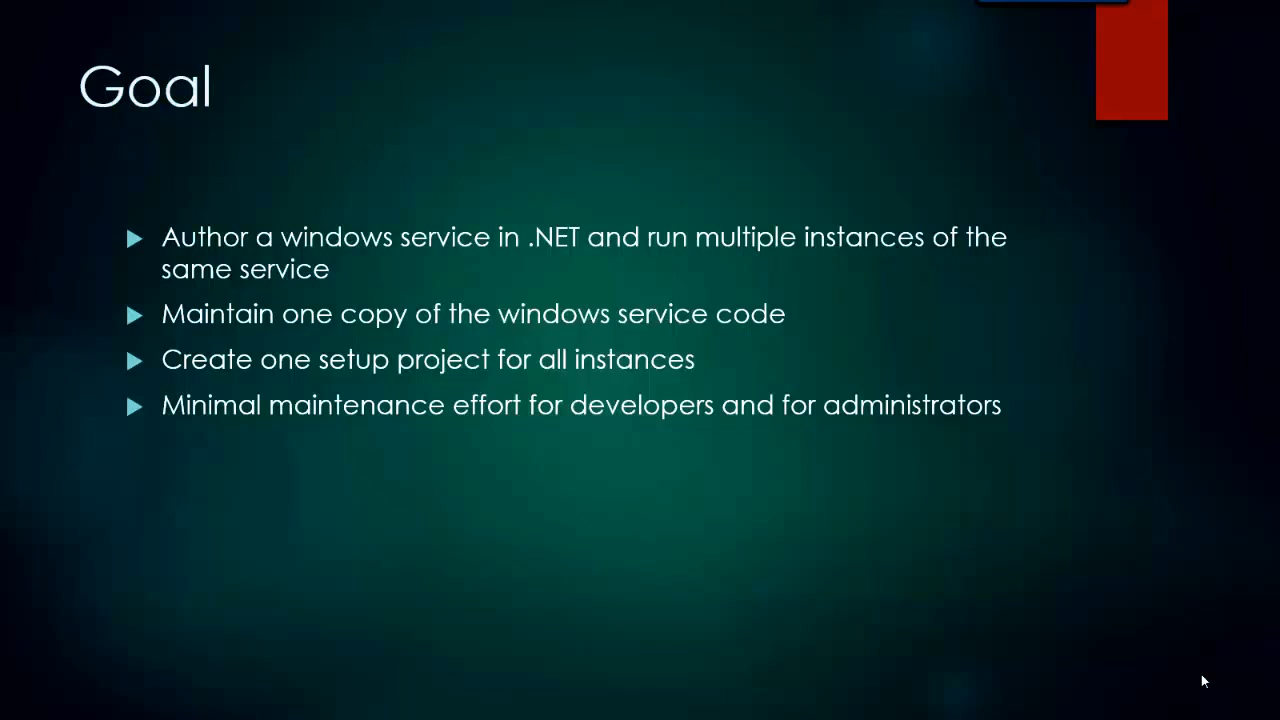 Goal
Author a windows service in .NET and run multiple instances of the
same service
Maintain one copy of the windows service code
Create one setup project for all instances
Minimal maintenance effort for developers and for administrators